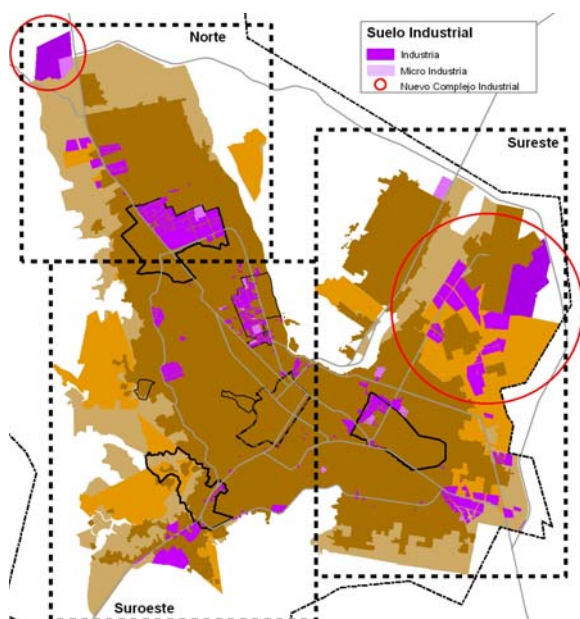 Norte
Suelo Industrial
Industria
Micro Industria
Nuevo Complejo Industrial
Sureste
Suroeste